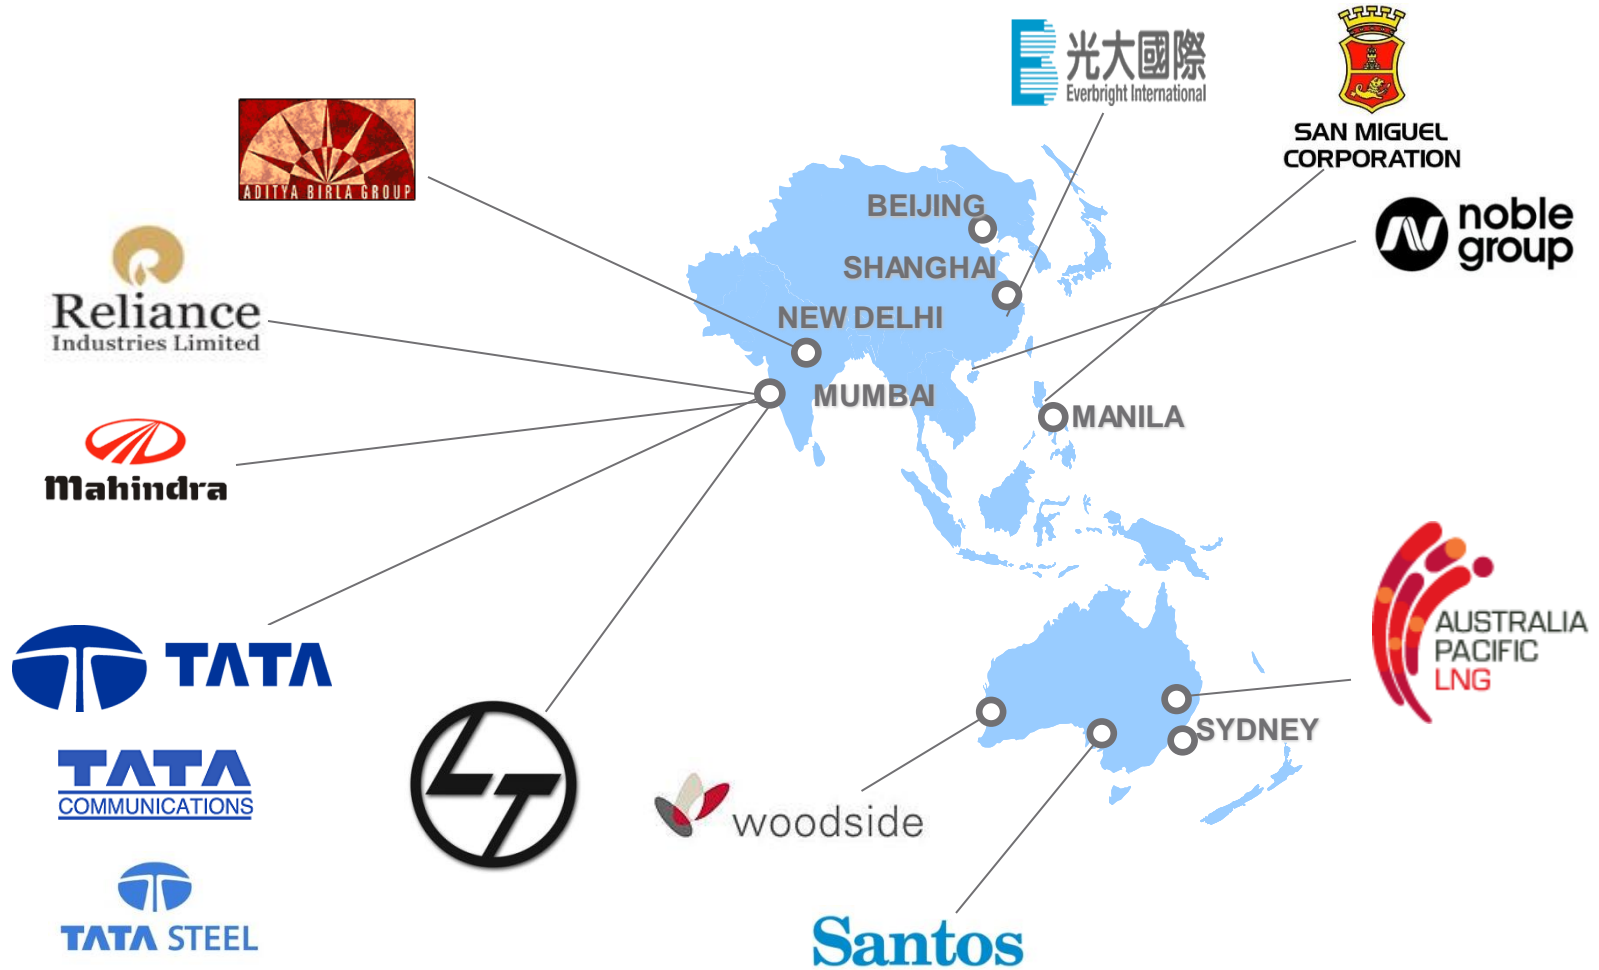 光大國際
Everbright International
SAN MIGUEL
CORPORATION
ADITYA BIRLA GROUP
noble
group
BEIJING
SHANGHAI
Reliance
Industries Limited
NEW DELHI
MUMBAI
MANILA
Mahindra
AUSTRALIA
PACIFIC
LNG
TATA
SYDNEY
LT
TATA
COMMUNICATIONS
woodside
TATA STEEL
Santos